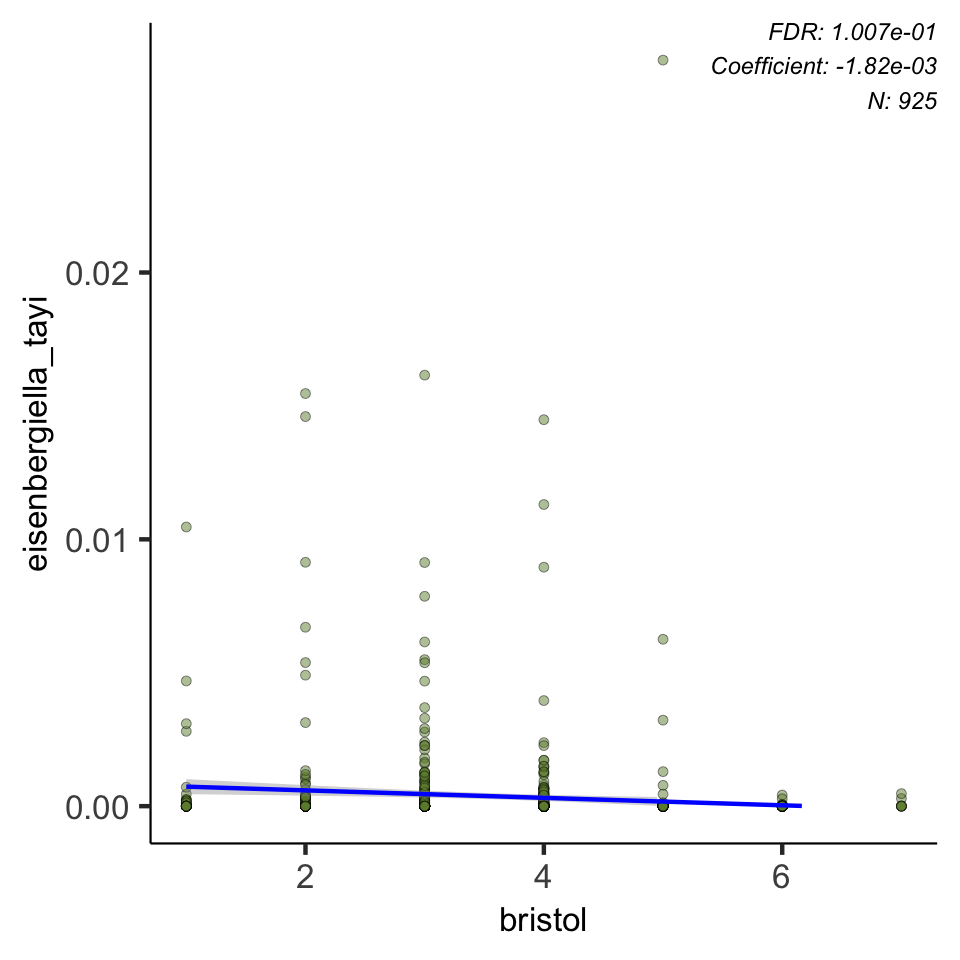 FDR: 1.007e-01
Coefficient: -1.82e-03
N: 925
0.02
0.01
0.00
eisenbergiella_tayi
2 4 6
bristol